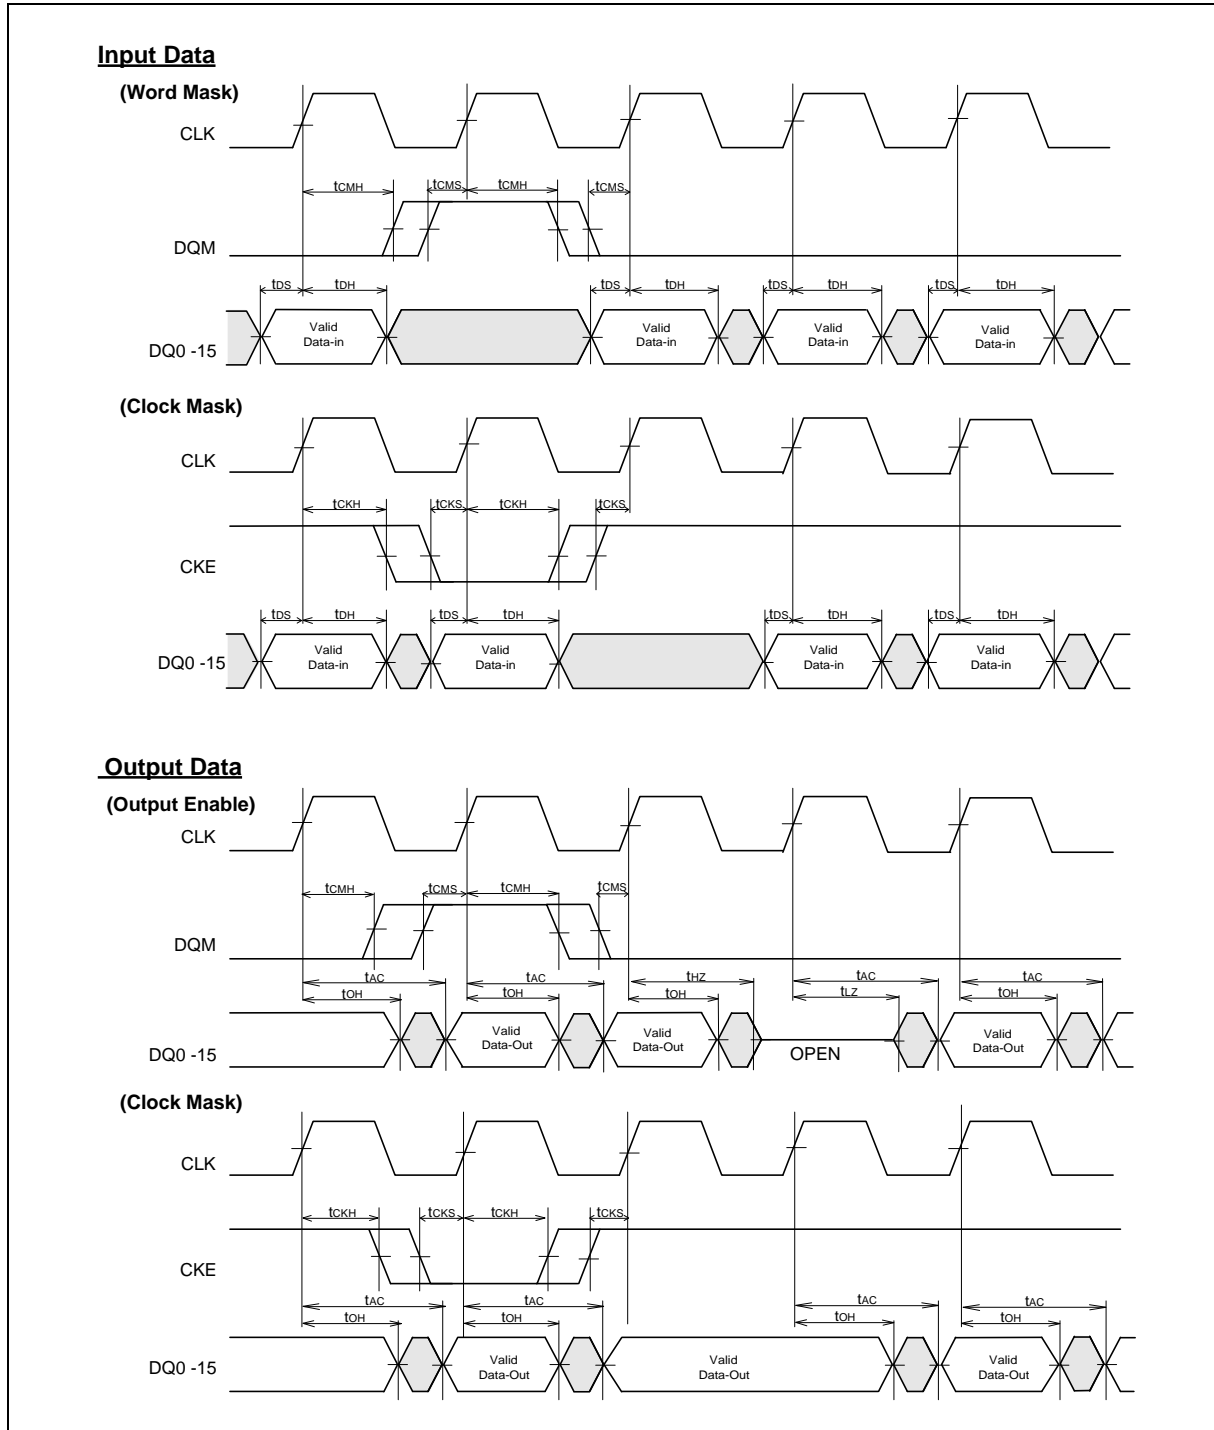 Input Data
(Word Mask)
CLK
tCMH tCMS tCMH tCMS
DQM
tDS tDH tDS tDH tDS tDH tDS tDH
DQ0 -15
Valid Data-in
Valid Data-in
Valid Data-in
Valid Data-in
(Clock Mask)
CLK
tCKH tCKS tCKH tCKS
CKE
tDS tDH tDS tDH tDS tDH tDS tDH
DQ0 -15
Valid Data-in
Valid Data-in
Valid Data-in
Valid Data-in
Output Data
(Output Enable)
CLK
tCMH tCMS tCMH tCMS
DQM
tAC tAC tHZ tAC tAC
tOH tOH tOH tLZ tOH
DQ0 -15
Valid Data-Out
Valid Data-Out
OPEN
Valid Data-Out
(Clock Mask)
CLK
tCKH tCKS tCKH tCKS
CKE
tAC tAC tAC tAC
tOH tOH tOH tOH
DQ0 -15
Valid Data-Out
Valid Data-Out
Valid Data-Out